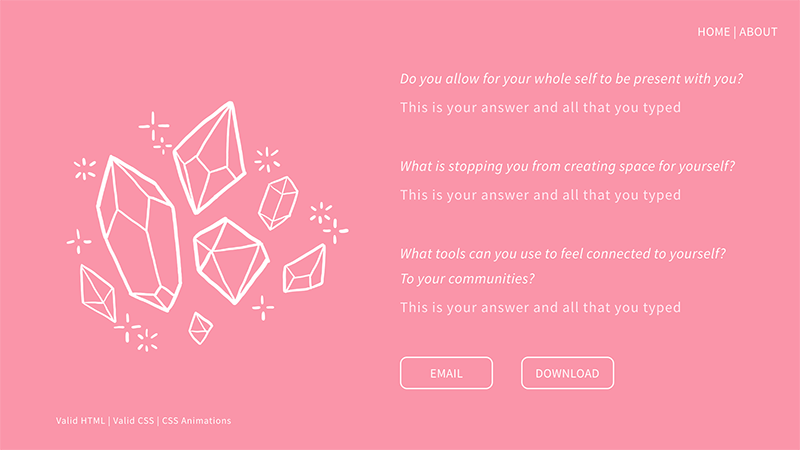 HOME | ABOUT
Do you allow for your whole self to be present with you?
This is your answer and all that you typed
What is stopping you from creating space for yourself?
This is your answer and all that you typed
What tools can you use to feel connected to yourself?
To your communities?
This is your answer and all that you typed
EMAIL
DOWNLOAD
Valid HTML | Valid CSS | CSS Animations